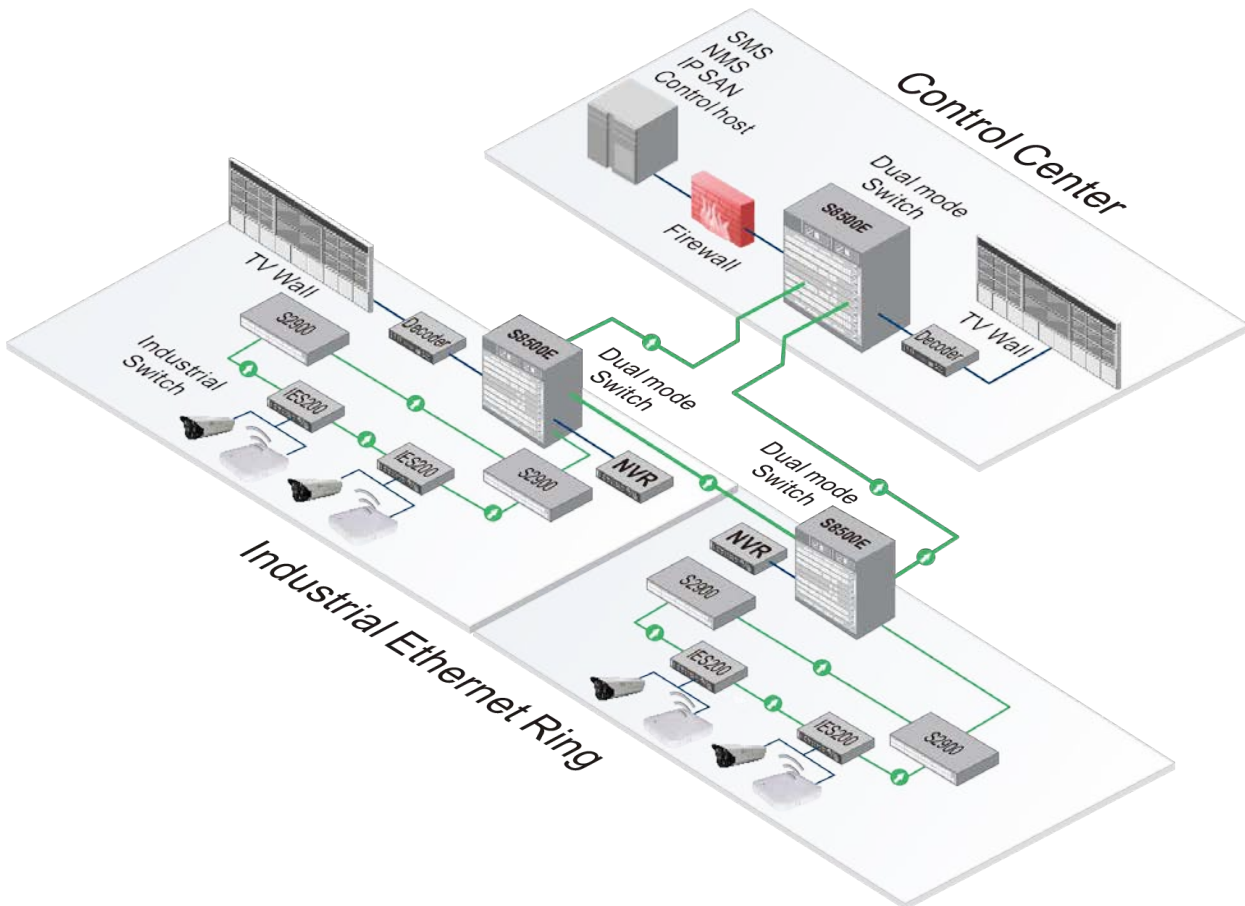 SMS
NMS
IP SAN
Control host
Control Center
Dual mode
Switch
S8500E
Firewall
Decoder
TV Wall
TV Wall
S2900
Decoder
S8500E
Dual mode
Switch
Industrial
Switch
IES200
IES200
S2900
NVR
Industrial Ethernet Ring
Dual mode
Switch
S8500E
NVR
S2900
IES200
IES200
S2900